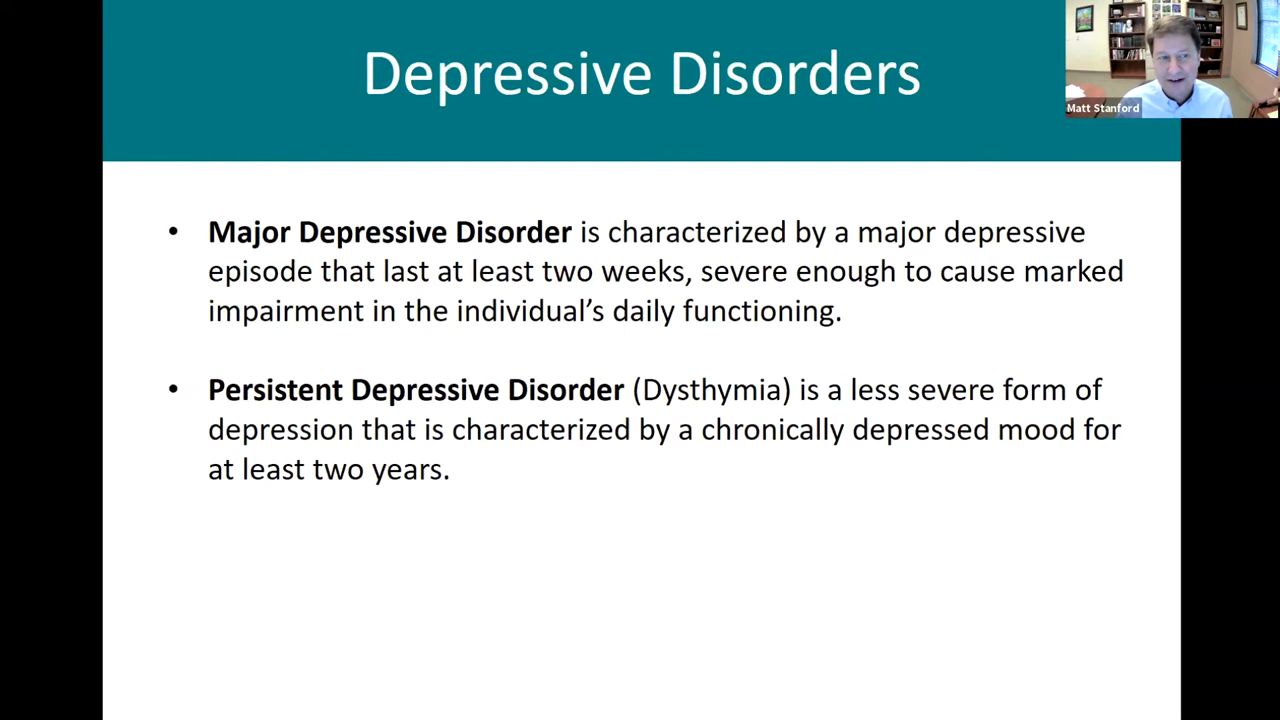 Depressive Disorders
Matt Stanford
• Major Depressive Disorder is characterized by a major depressive
episode that last at least two weeks, severe enough to cause marked
impairment in the individual’s daily functioning.
• Persistent Depressive Disorder (Dysthymia) is a less severe form of
depression that is characterized by a chronically depressed mood for
at least two years.